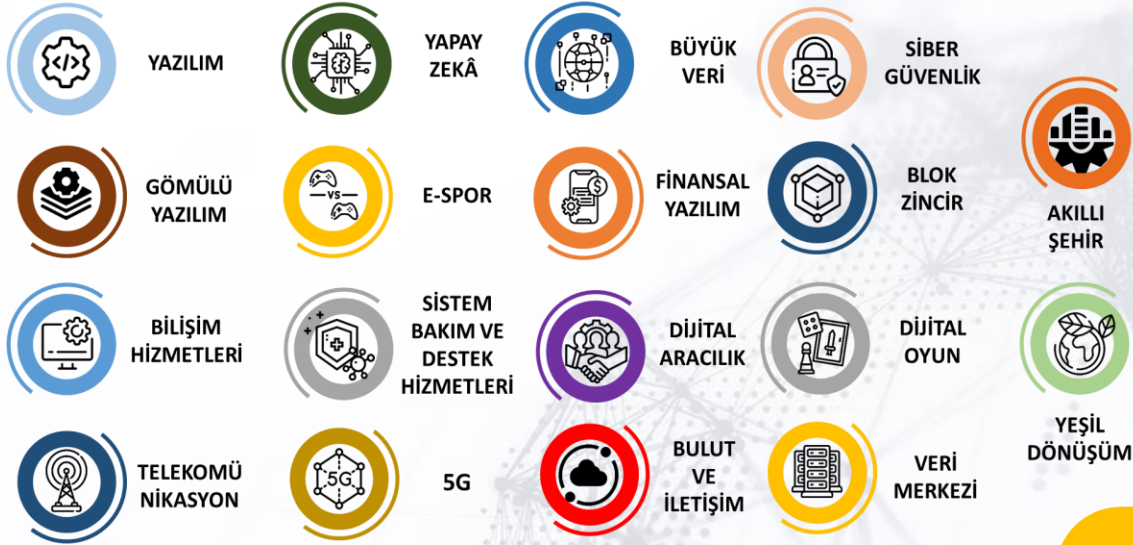 YAZILIM
YAPAY
ZEKÂ
BÜYÜK
VERİ
SİBER
GÜVENLİK
GÖMÜLÜ
YAZILIM
VS
E-SPOR
$
FİNANSAL
YAZILIM
BLOK
ZİNCİR
AKILLI
ŞEHİR
BİLİŞİM
HİZMETLERİ
SİSTEM
BAKIM VE
DESTEK
HİZMETLERİ
DİJİTAL
ARACILIK
DİJİTAL
OYUN
YEŞİL
DÖNÜŞÜM
TELEKOMÜ
NİKASYON
5G
5G
BULUT
VE
İLETİŞİM
VERİ
MERKEZİ